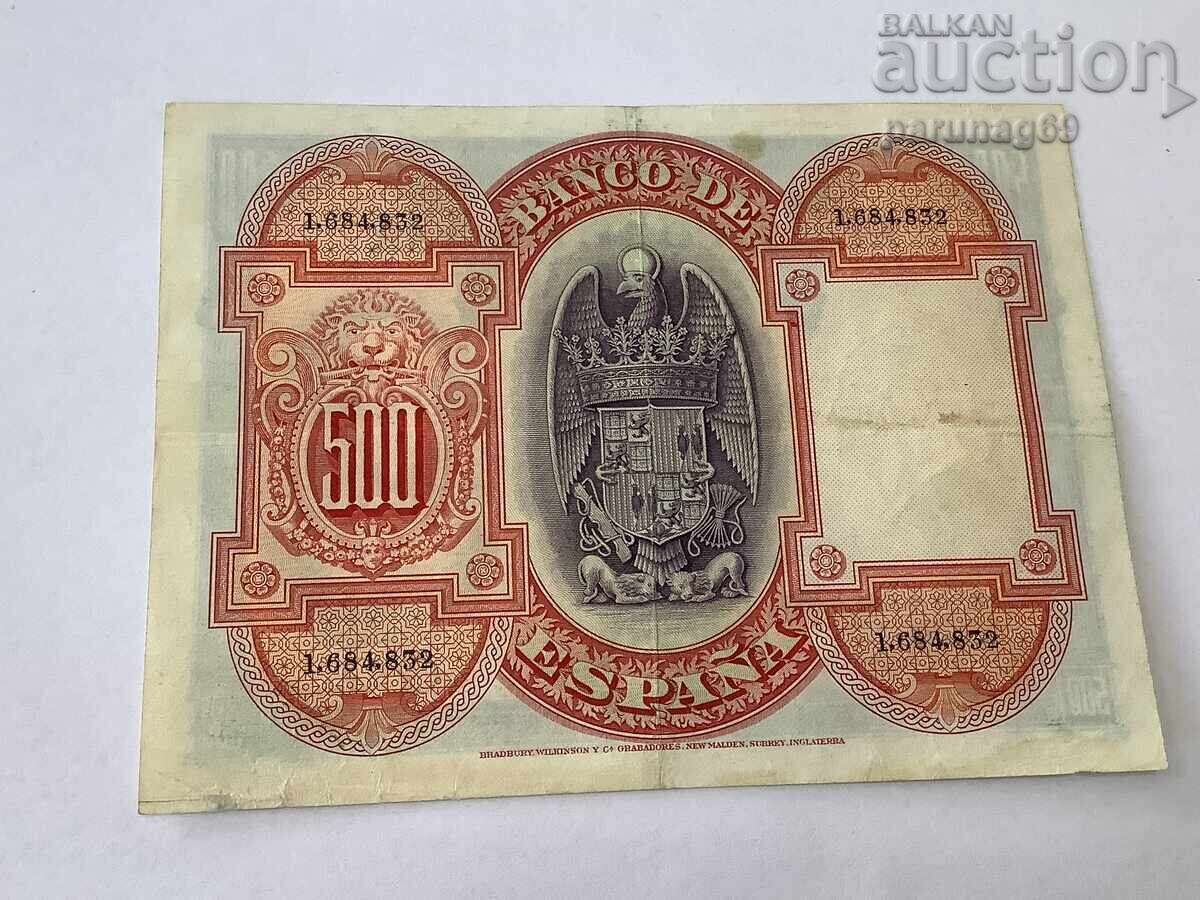 BALKAN
auction
parunag69
BANCO DE
1,684,832
1,684,832
500
1,684,832
1,684,832
ESPAÑA
BRADBURY, WILKINSON Y Cª GRABADORES, NEW MALDEN, SURREY, INGLATERRA